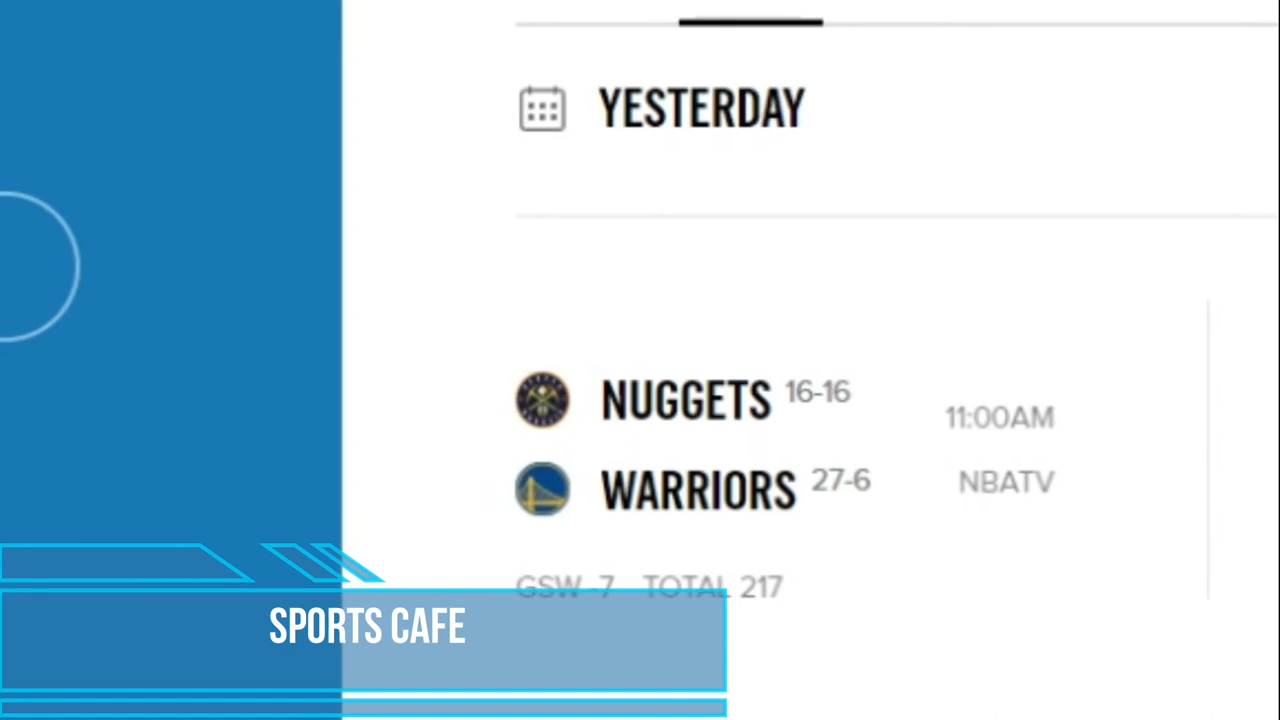 YESTERDAY
NUGGETS 16-16
11:00AM
WARRIORS 27-6
NBATV
GSW -7 TOTAL 217
SPORTS CAFE